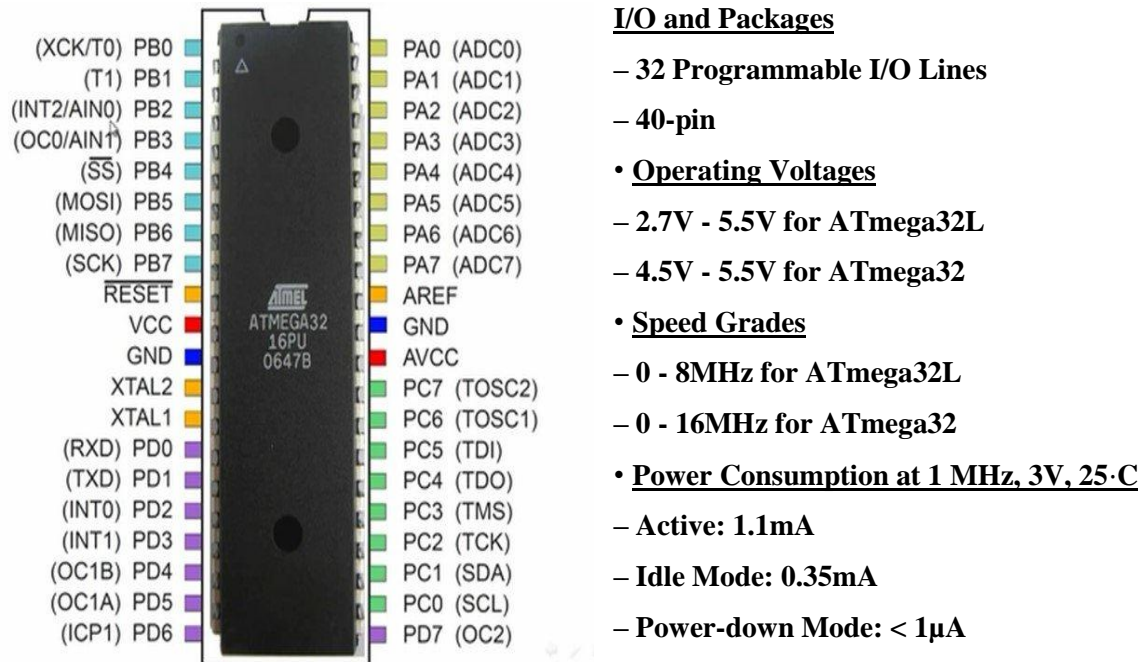 (XCK/T0) PB0
(T1) PB1
(INT2/AIN0) PB2
(OC0/AIN1) PB3
(SS) PB4
(MOSI) PB5
(MISO) PB6
(SCK) PB7
RESET
VCC
GND
XTAL2
XTAL1
(RXD) PD0
(TXD) PD1
(INT0) PD2
(INT1) PD3
(OC1B) PD4
(OC1A) PD5
(ICP1) PD6
ATMEL
ATMEGA32
16PU
0647B
PA0 (ADC0)
PA1 (ADC1)
PA2 (ADC2)
PA3 (ADC3)
PA4 (ADC4)
PA5 (ADC5)
PA6 (ADC6)
PA7 (ADC7)
AREF
GND
AVCC
PC7 (TOSC2)
PC6 (TOSC1)
PC5 (TDI)
PC4 (TDO)
PC3 (TMS)
PC2 (TCK)
PC1 (SDA)
PC0 (SCL)
PD7 (OC2)
I/O and Packages
– 32 Programmable I/O Lines
– 40-pin
• Operating Voltages
– 2.7V - 5.5V for ATmega32L
– 4.5V - 5.5V for ATmega32
• Speed Grades
– 0 - 8MHz for ATmega32L
– 0 - 16MHz for ATmega32
• Power Consumption at 1 MHz, 3V, 25·C
– Active: 1.1mA
– Idle Mode: 0.35mA
– Power-down Mode: < 1µA